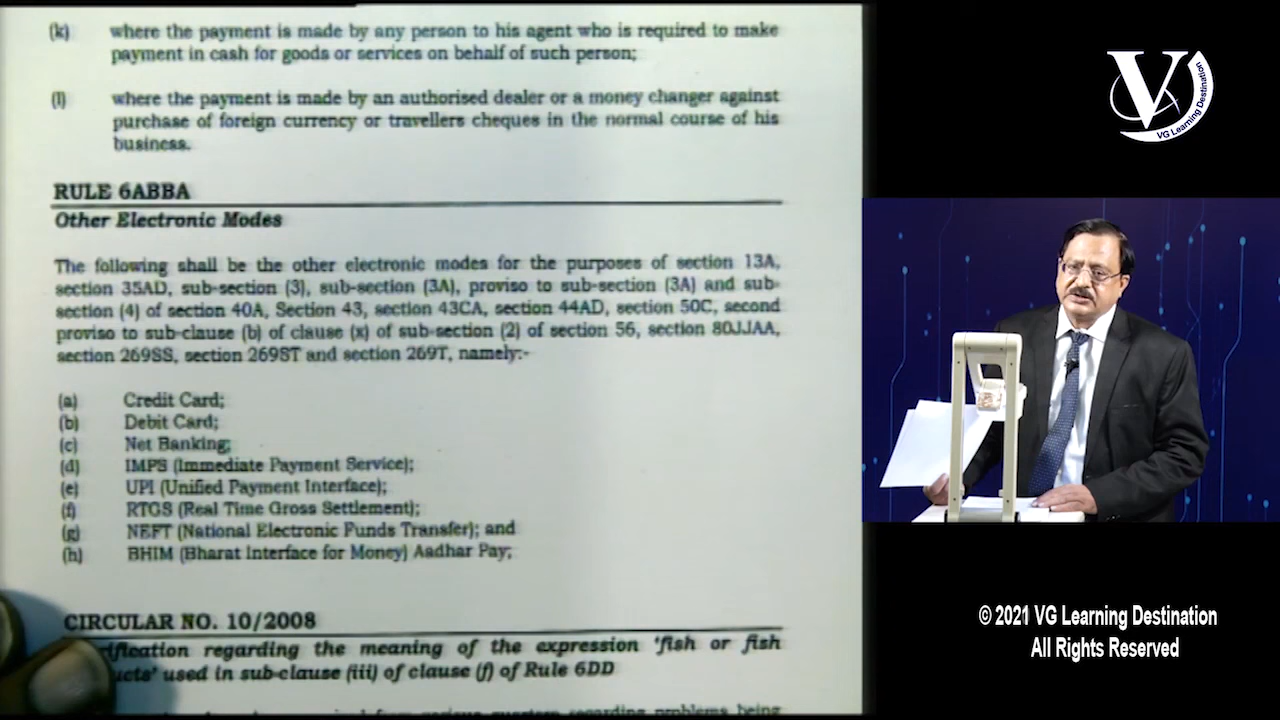 (k) where the payment is made by any person to his agent who is required to make
payment in cash for goods or services on behalf of such person;
(l) where the payment is made by an authorised dealer or a money changer against
purchase of foreign currency or travellers cheques in the normal course of his
business.
RULE 6ABBA
Other Electronic Modes
The following shall be the other electronic modes for the purposes of section 13A,
section 35AD, sub-section (3), sub-section (3A), proviso to sub-section (3A) and sub-
section (4) of section 40A, Section 43, section 43CA, section 44AD, section 50C, second
proviso to sub-clause (b) of clause (x) of sub-section (2) of section 56, section 80JJAA,
section 269SS, section 269ST and section 269T, namely:-
(a) Credit Card;
(b) Debit Card;
(c) Net Banking;
(d) IMPS (Immediate Payment Service);
(e) UPI (Unified Payment Interface);
(f) RTGS (Real Time Gross Settlement);
(g) NEFT (National Electronic Funds Transfer); and
(h) BHIM (Bharat Interface for Money) Aadhar Pay;
CIRCULAR NO. 10/2008
regarding the meaning of the expression 'fish or fish
used in sub-clause (iii) of clause (f) of Rule 6DD
from various quarters regarding problems being
V
VG Learning Destination
© 2021 VG Learning Destination
All Rights Reserved